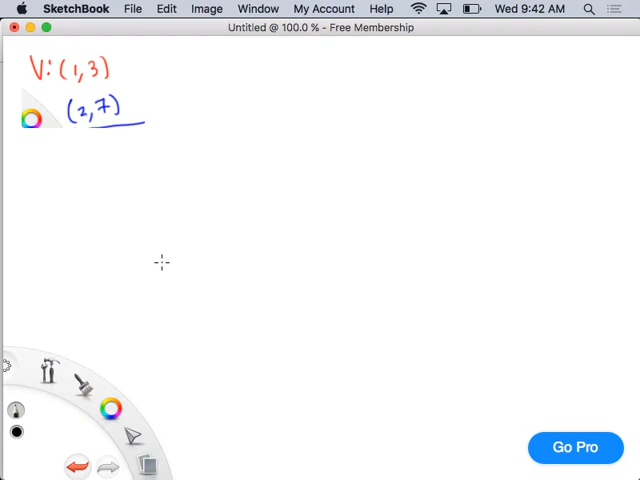 SketchBook File Edit Image Window My Account Help Wed 9:42 AM
Untitled @ 100.0 % - Free Membership
V: (1,3)
(2,7)
Go Pro